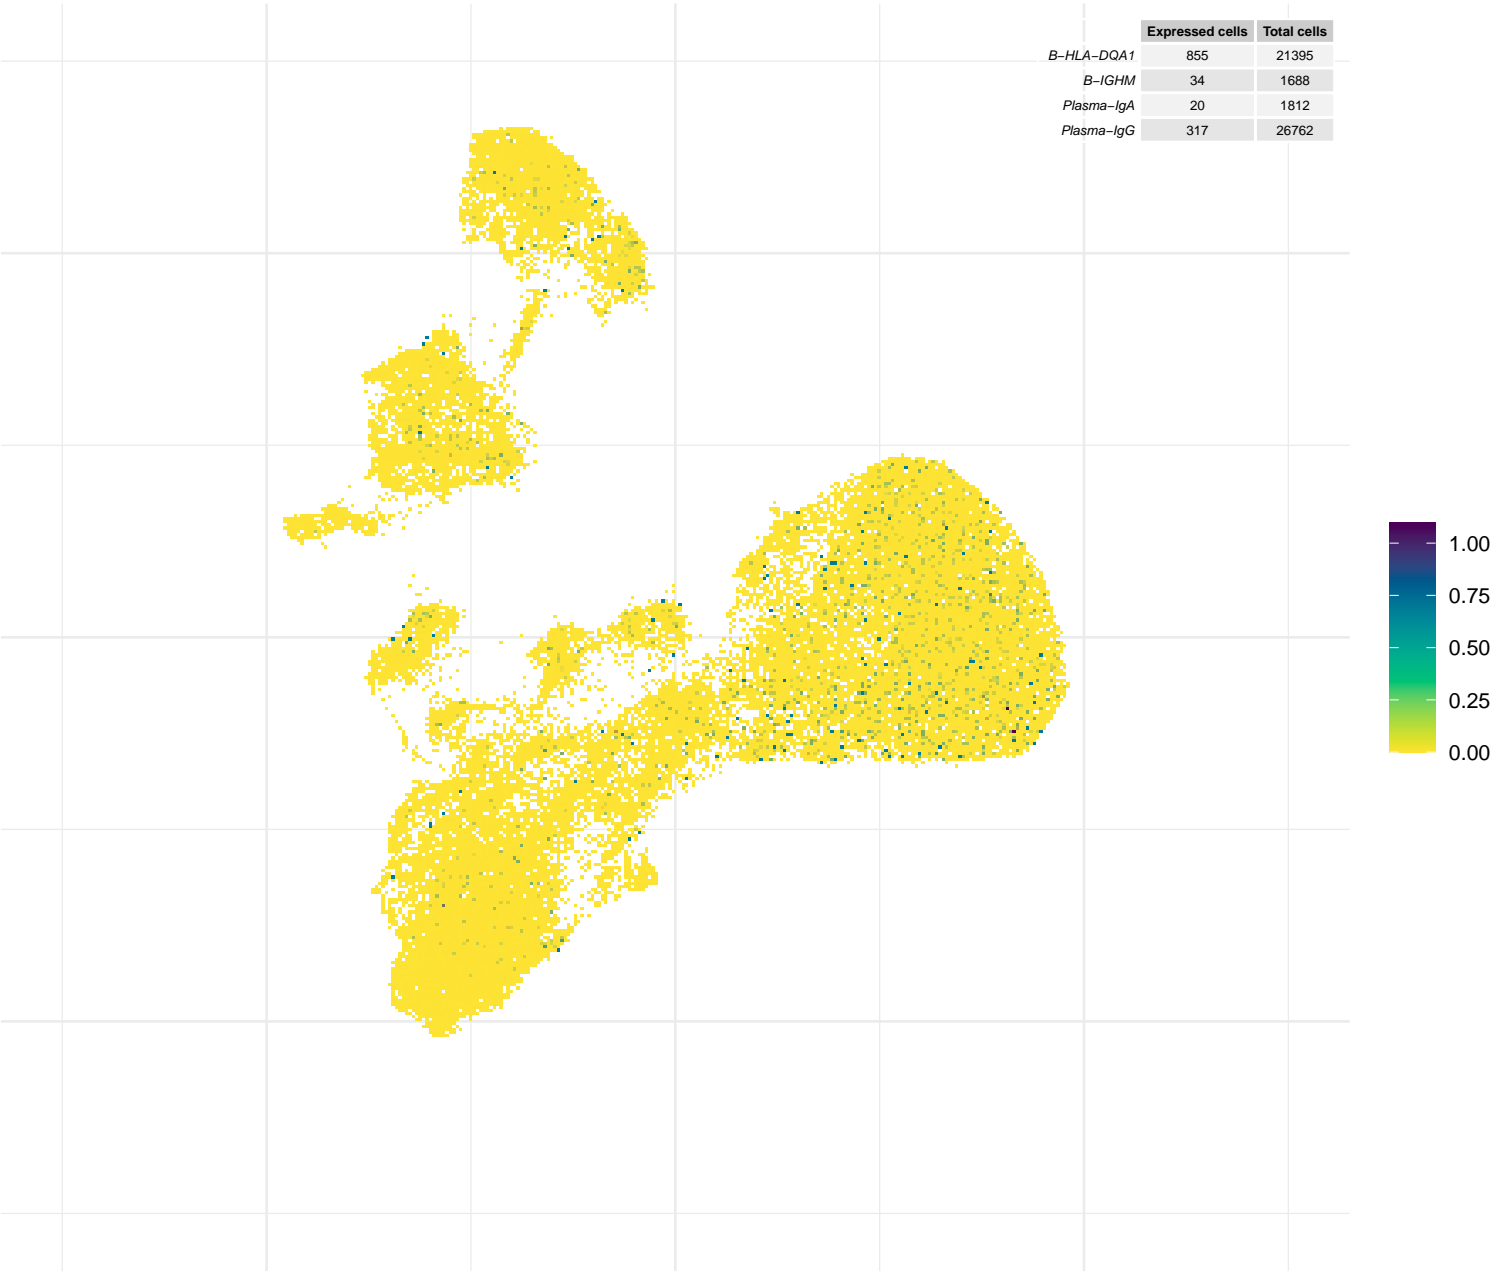 Expressed cells Total cells
B−HLA−DQA1 855 21395
B−IGHM 34 1688
Plasma−IgA 20 1812
Plasma−IgG 317 26762
1.00
0.75
0.50
0.25
0.00